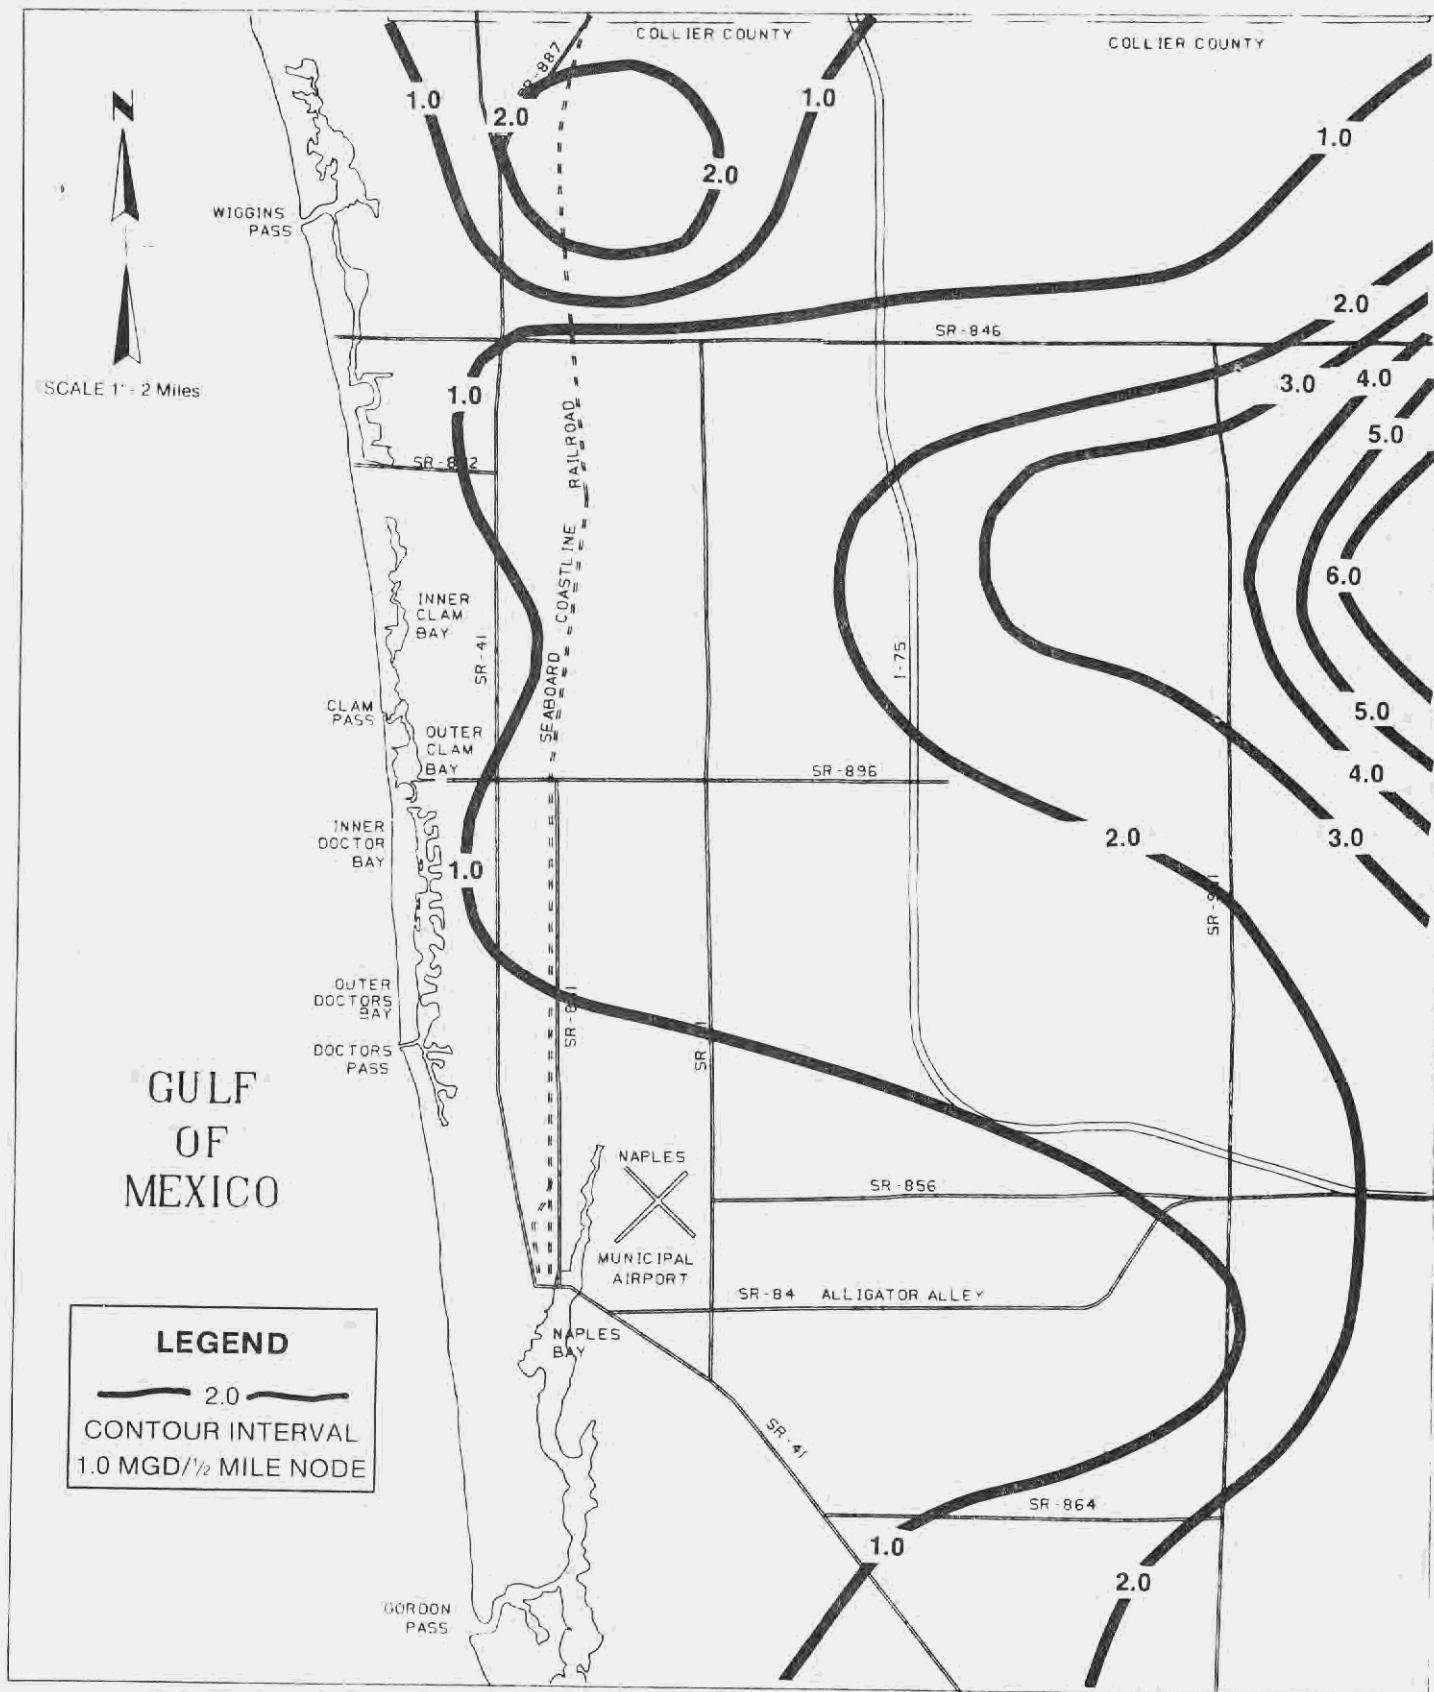 COLLIER COUNTY
COLLIER COUNTY
SR-887
1.0
2.0
1.0
2.0
1.0
N
WIGGINS
PASS
SCALE 1" = 2 Miles
2.0
SR-846
3.0
4.0
1.0
5.0
SEABOARD COASTLINE RAILROAD
6.0
INNER
CLAM
BAY
SR-41
I-75
CLAM
PASS
OUTER
CLAM
BAY
5.0
4.0
SR-896
INNER
DOCTOR
BAY
2.0
3.0
1.0
OUTER
DOCTORS
BAY
DOCTORS
PASS
GULF
OF
MEXICO
NAPLES
MUNICIPAL
AIRPORT
SR-856
SR-84 ALLIGATOR ALLEY
NAPLES
BAY
LEGEND
2.0
CONTOUR INTERVAL
1.0 MGD/½ MILE NODE
SR-41
SR-864
1.0
2.0
GORDON
PASS